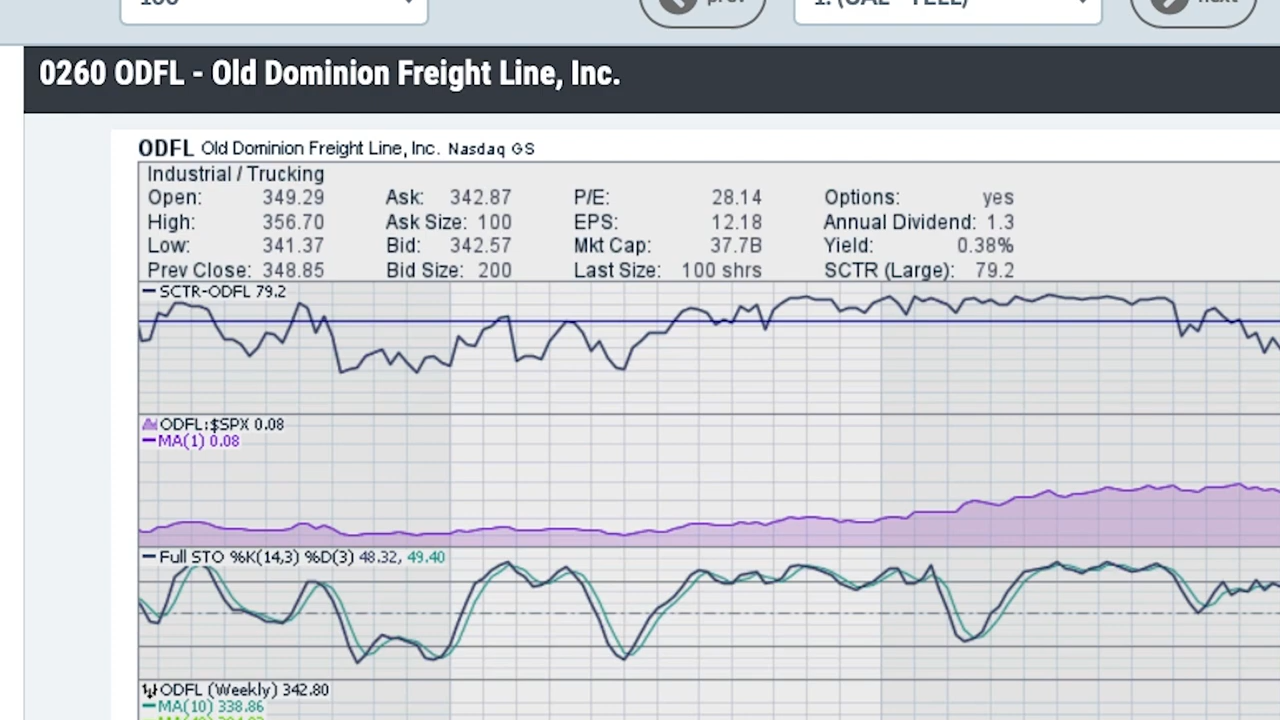 0260 ODFL - Old Dominion Freight Line, Inc.
ODFL Old Dominion Freight Line, Inc. Nasdaq GS
Industrial / Trucking
Open: 349.29 Ask: 342.87 P/E: 28.14 Options: yes
High: 356.70 Ask Size: 100 EPS: 12.18 Annual Dividend: 1.3
Low: 341.37 Bid: 342.57 Mkt Cap: 37.7B Yield: 0.38%
Prev Close: 348.85 Bid Size: 200 Last Size: 100 shrs SCTR (Large): 79.2
SCTR-ODFL 79.2
ODFL:$SPX 0.08
MA(1) 0.08
Full STO %K(14,3) %D(3) 48.32, 49.40
ODFL (Weekly) 342.80
MA(10) 338.86